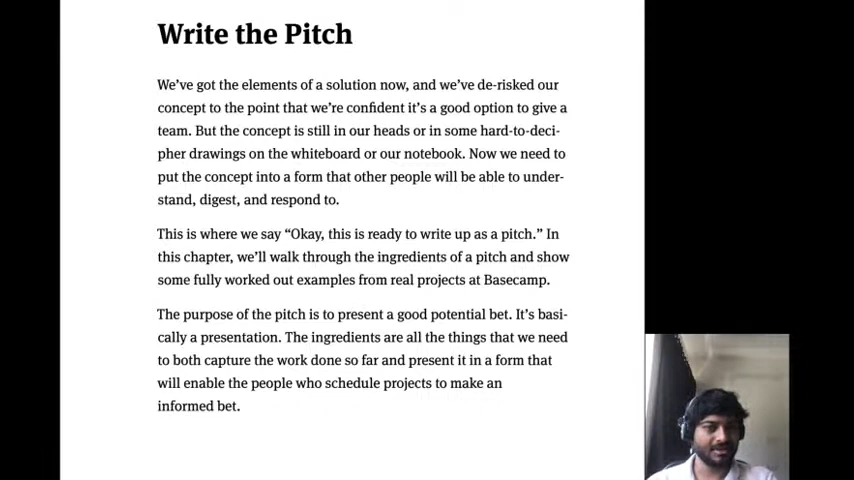 Write the Pitch
We've got the elements of a solution now, and we've de-risked our
concept to the point that we're confident it's a good option to give a
team. But the concept is still in our heads or in some hard-to-deci-
pher drawings on the whiteboard or our notebook. Now we need to
put the concept into a form that other people will be able to under-
stand, digest, and respond to.
This is where we say “Okay, this is ready to write up as a pitch.” In
this chapter, we'll walk through the ingredients of a pitch and show
some fully worked out examples from real projects at Basecamp.
The purpose of the pitch is to present a good potential bet. It's basi-
cally a presentation. The ingredients are all the things that we need
to both capture the work done so far and present it in a form that
will enable the people who schedule projects to make an
informed bet.